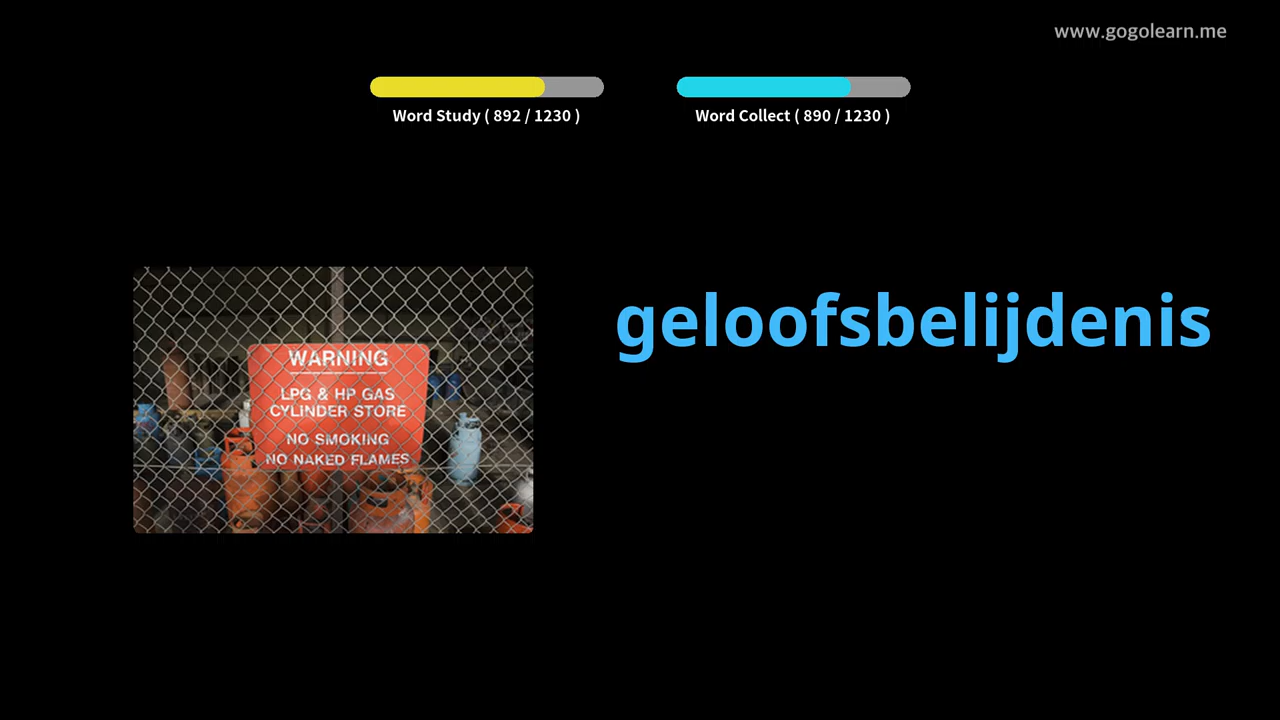 www.gogolearn.me
Word Study ( 892 / 1230 )
Word Collect ( 890 / 1230 )
geloofsbelijdenis
WARNING
LPG & HP GAS
CYLINDER STORE
NO SMOKING
NO NAKED FLAMES